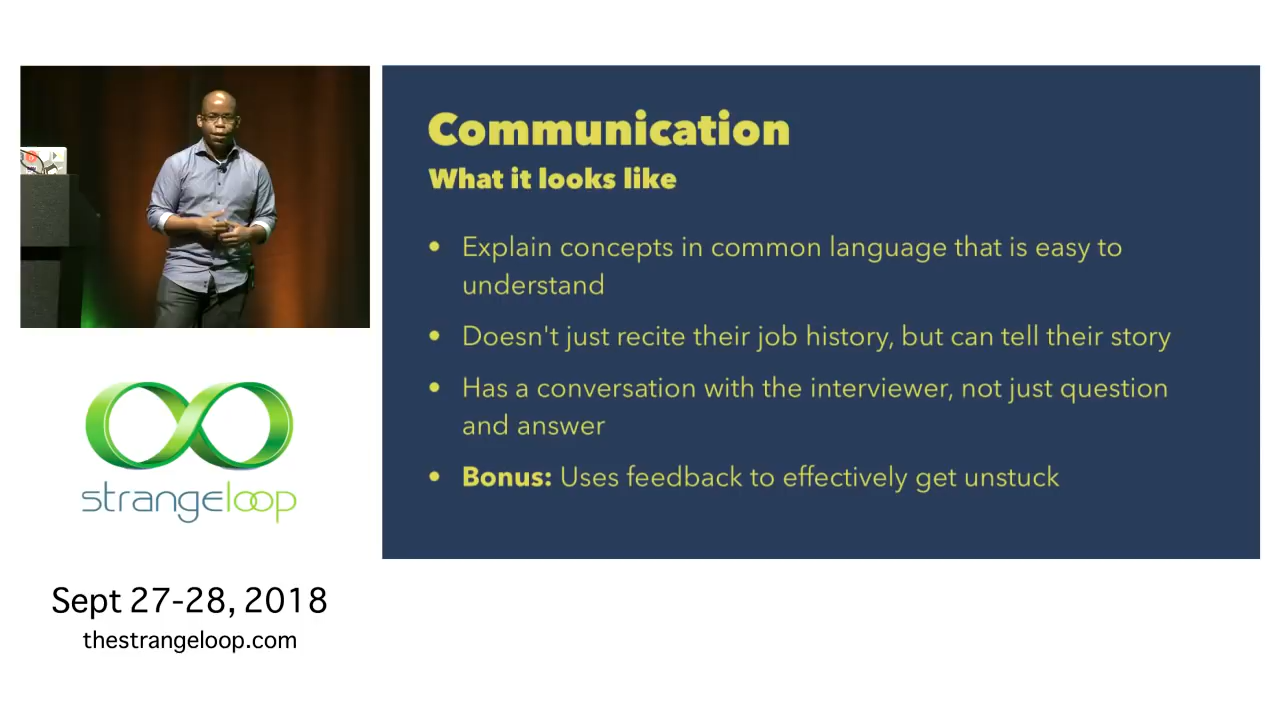 Communication
What it looks like
• Explain concepts in common language that is easy to
understand
• Doesn't just recite their job history, but can tell their story
• Has a conversation with the interviewer, not just question
and answer
• Bonus: Uses feedback to effectively get unstuck
strangeloop
Sept 27-28, 2018
thestrangeloop.com